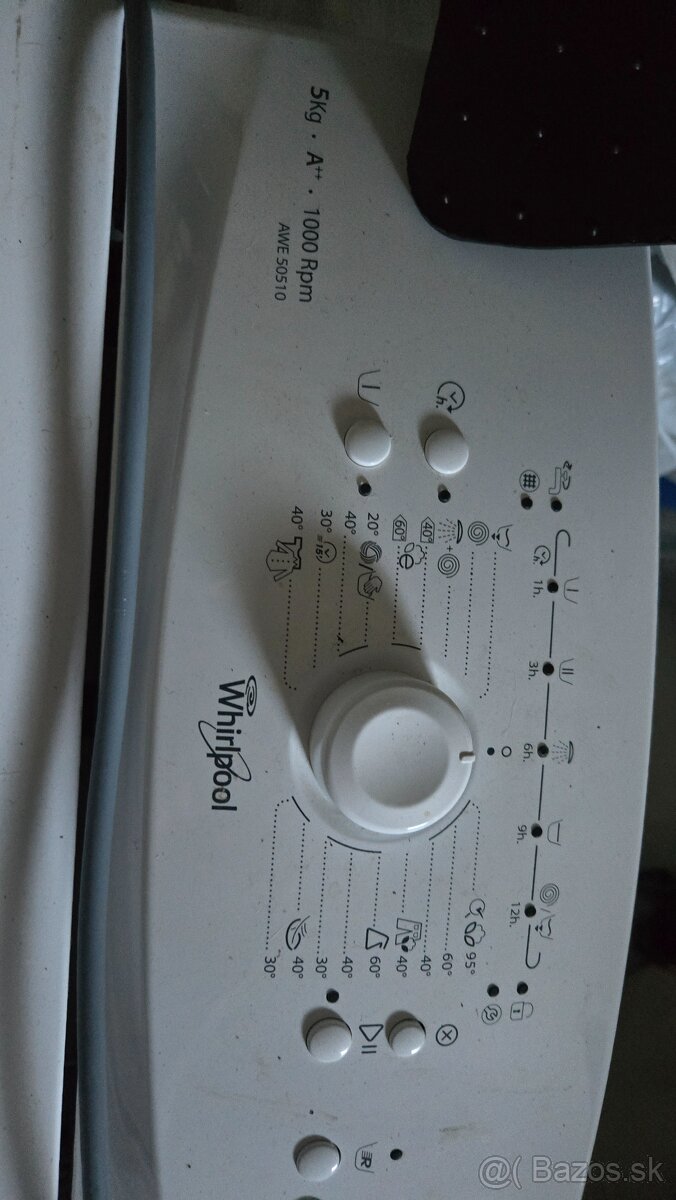 5Kg · A++ · 1000 Rpm
AWE 50510
h.
1h.
3h.
6h.
9h.
12h.
40°
60°
20°
40°
30°
=15'
40°
95°
60°
40°
40°
60°
40°
30°
40°
30°
Whirlpool
R
@( Bazos.sk